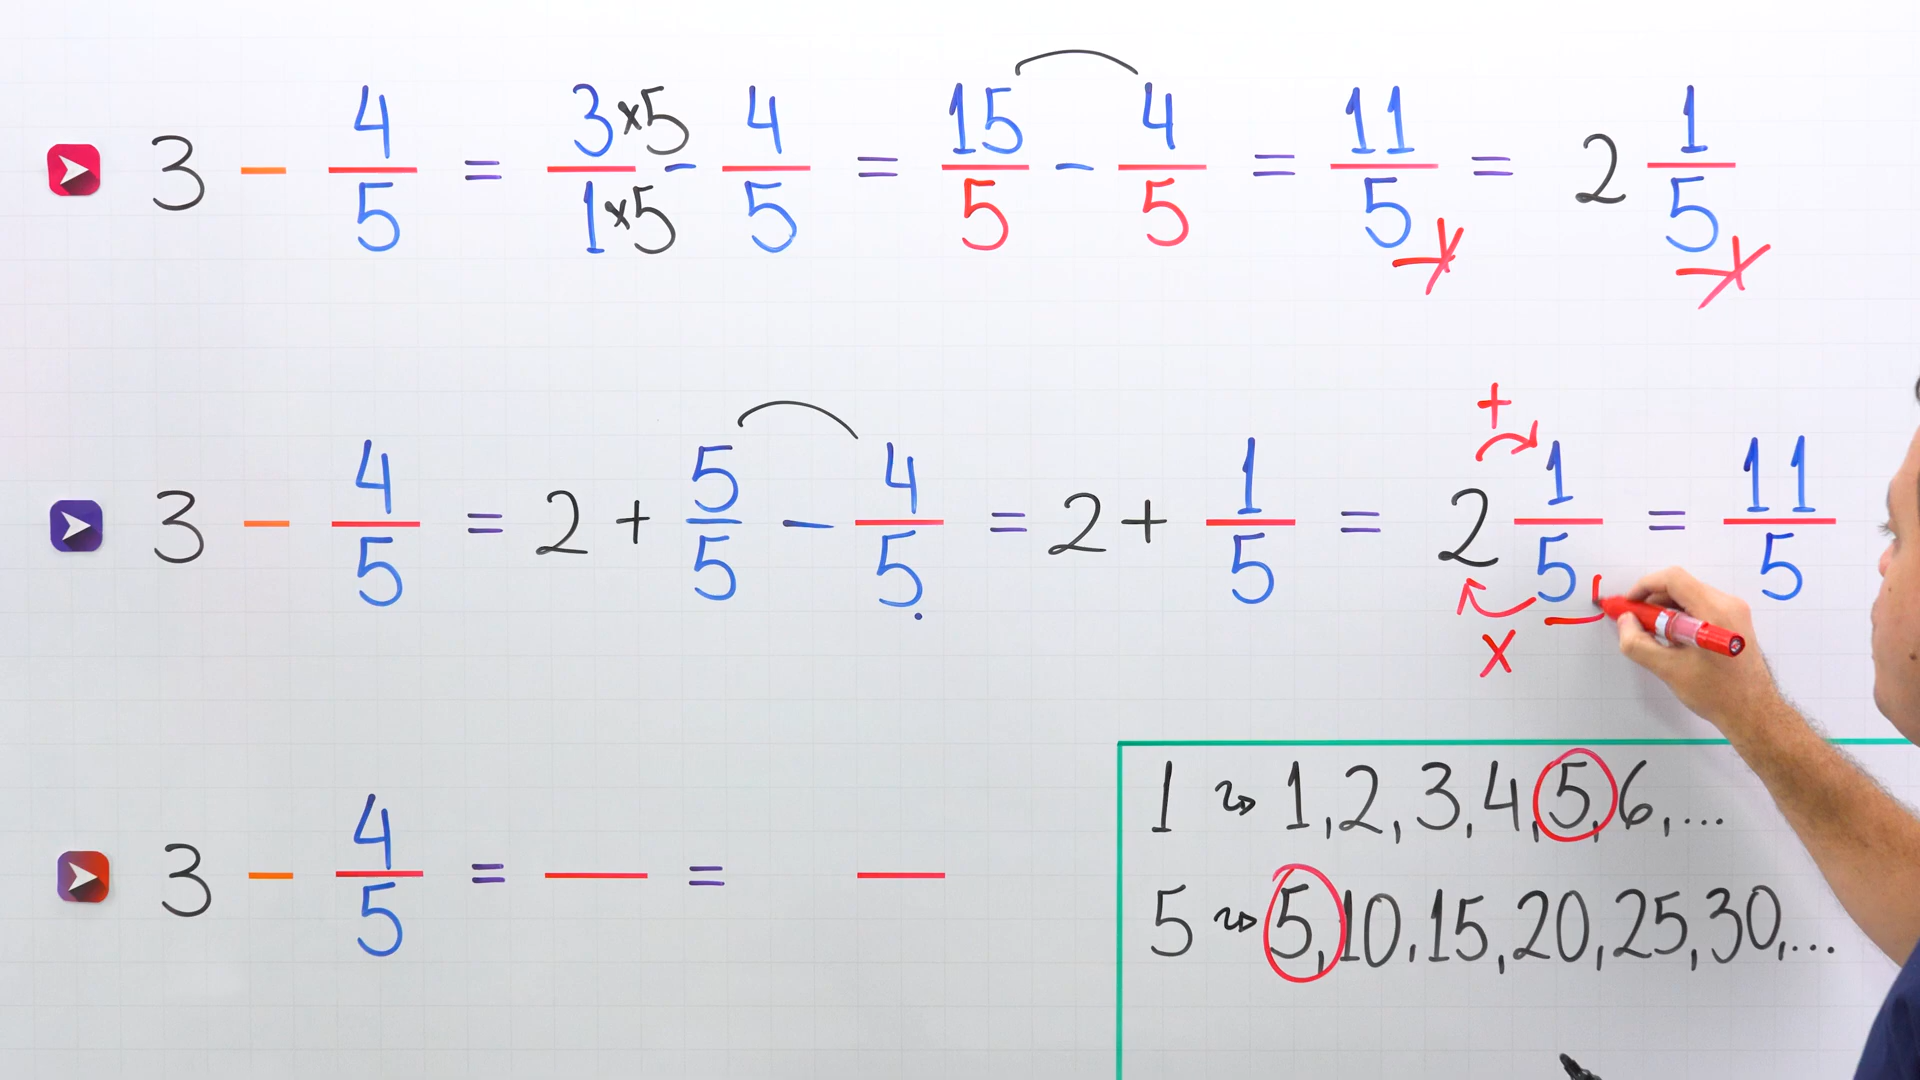 3 - 4/5 = 3×5/1×5 - 4/5 = 15/5 - 4/5 = 11/5 = 2 1/5
3 - 4/5 = 2 + 5/5 - 4/5 = 2 + 1/5 = 2 1/5 = 11/5
+
×
3 - 4/5 = — = —
1 ⤳ 1, 2, 3, 4, 5, 6, ...
5 ⤳ 5, 10, 15, 20, 25, 30, ...